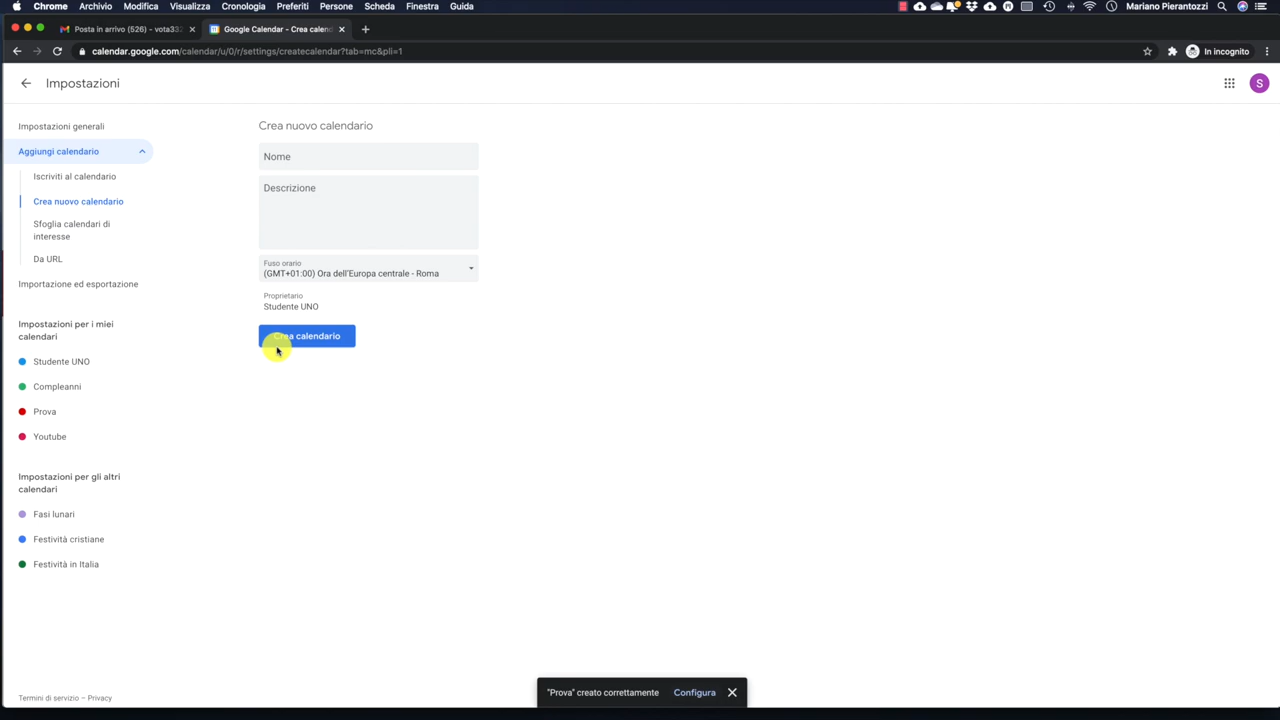 Chrome Archivio Modifica Visualizza Cronologia Preferiti Persone Scheda Finestra Guida Mariano Pierantozzi
Posta in arrivo (526) - vota332 Google Calendar - Crea calend
calendar.google.com/calendar/u/0/r/settings/createcalendar?tab=mc&pli=1 In incognito
Impostazioni S
Impostazioni generali
Aggiungi calendario
Iscriviti al calendario
Crea nuovo calendario
Sfoglia calendari di
interesse
Da URL
Importazione ed esportazione
Impostazioni per i miei
calendari
Studente UNO
Compleanni
Prova
Youtube
Impostazioni per gli altri
calendari
Fasi lunari
Festività cristiane
Festività in Italia
Termini di servizio – Privacy
Crea nuovo calendario
Nome
Descrizione
Fuso orario
(GMT+01:00) Ora dell'Europa centrale - Roma
Proprietario
Studente UNO
Crea calendario
"Prova" creato correttamente Configura